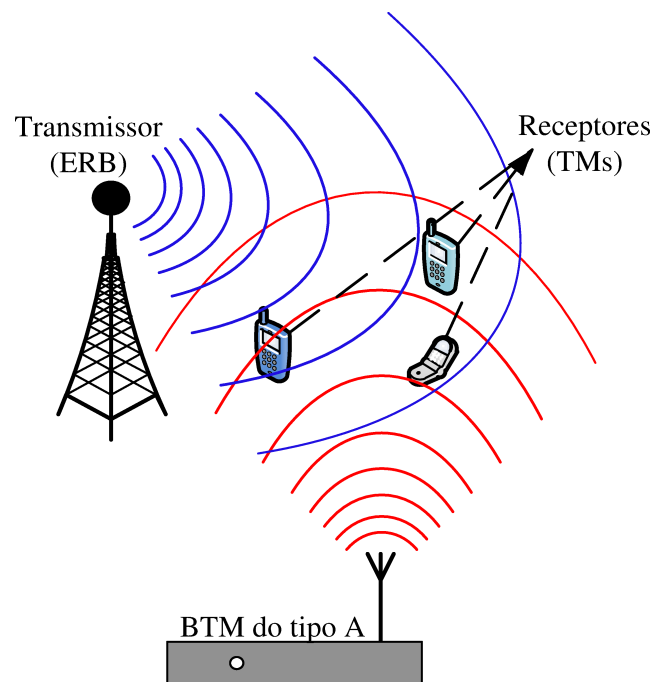 Transmissor
(ERB)
Receptores
(TMs)
BTM do tipo A